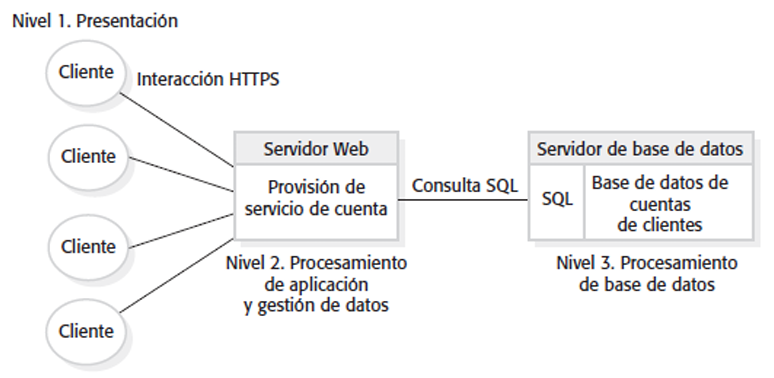 Nivel 1. Presentación
Cliente
Interacción HTTPS
Cliente
Cliente
Cliente
Servidor Web
Provisión de
servicio de cuenta
Nivel 2. Procesamiento
de aplicación
y gestión de datos
Consulta SQL
Servidor de base de datos
SQL
Base de datos de
cuentas
de clientes
Nivel 3. Procesamiento
de base de datos